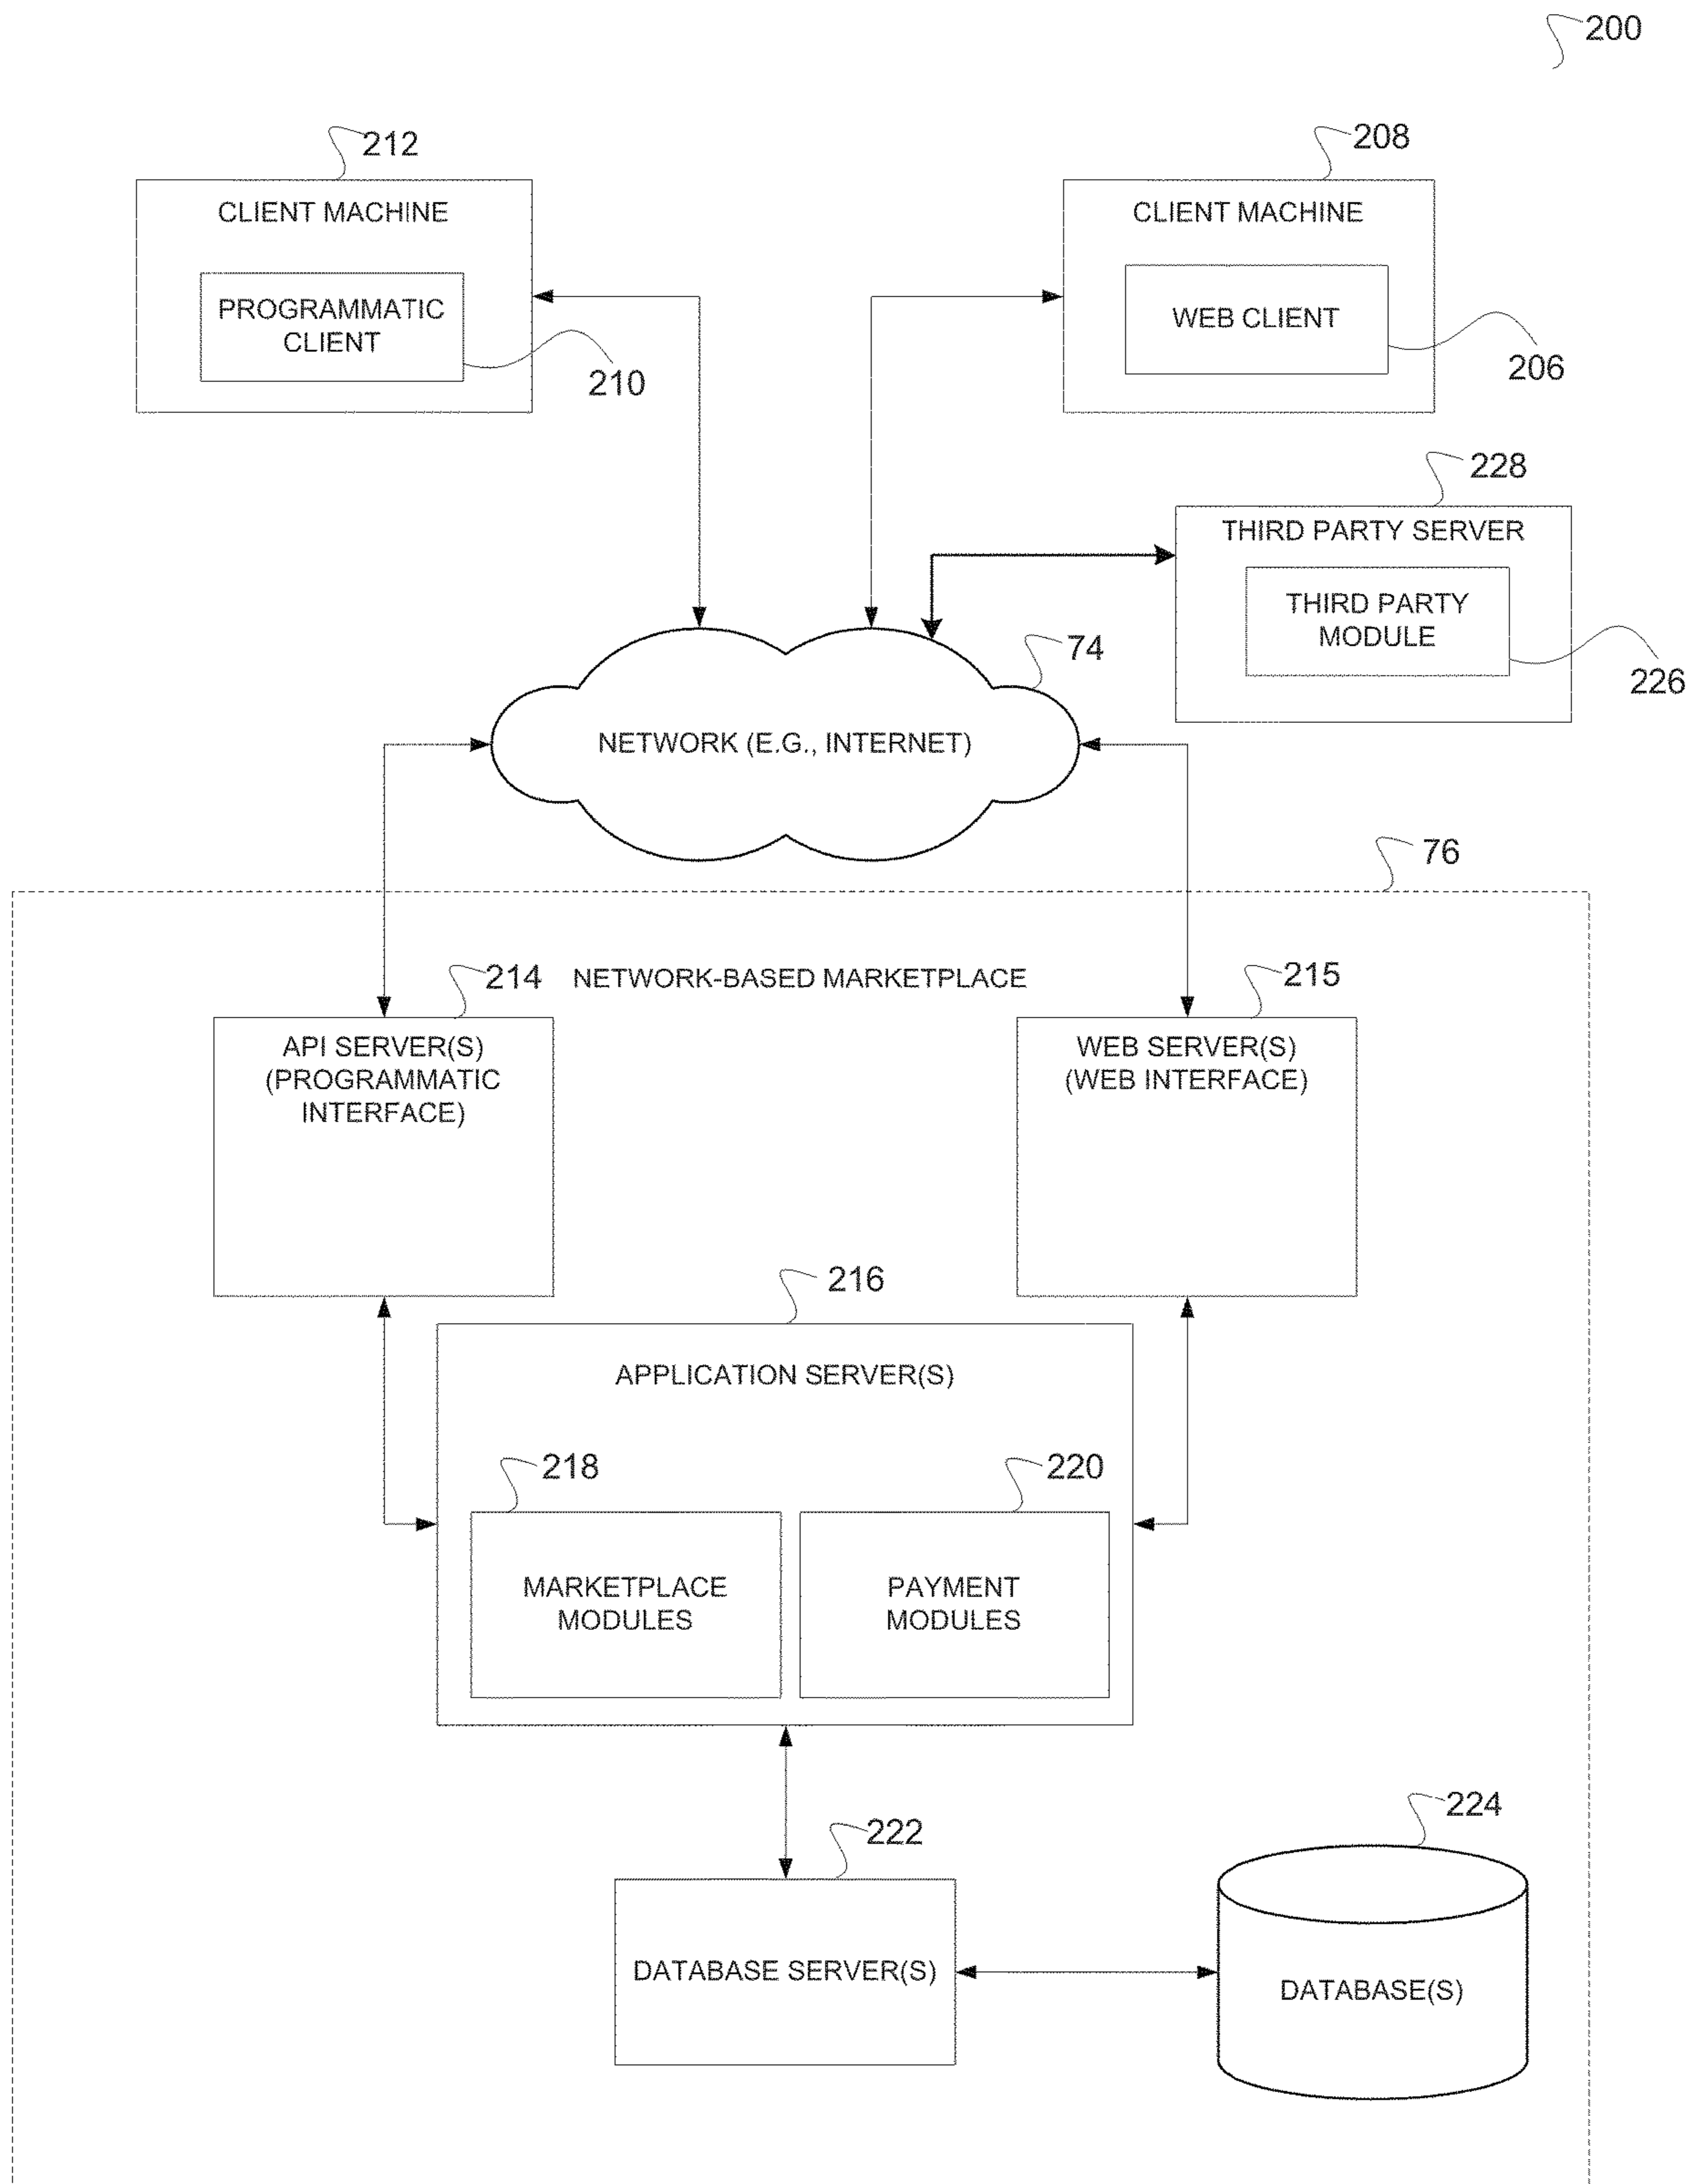 200
212
208
CLIENT MACHINE
CLIENT MACHINE
PROGRAMMATIC
CLIENT
210
WEB CLIENT
206
228
THIRD PARTY SERVER
THIRD PARTY
MODULE
226
74
NETWORK (E.G., INTERNET)
76
NETWORK-BASED MARKETPLACE
214
215
API SERVER(S)
(PROGRAMMATIC
INTERFACE)
WEB SERVER(S)
(WEB INTERFACE)
216
APPLICATION SERVER(S)
218
220
MARKETPLACE
MODULES
PAYMENT
MODULES
222
224
DATABASE SERVER(S)
DATABASE(S)